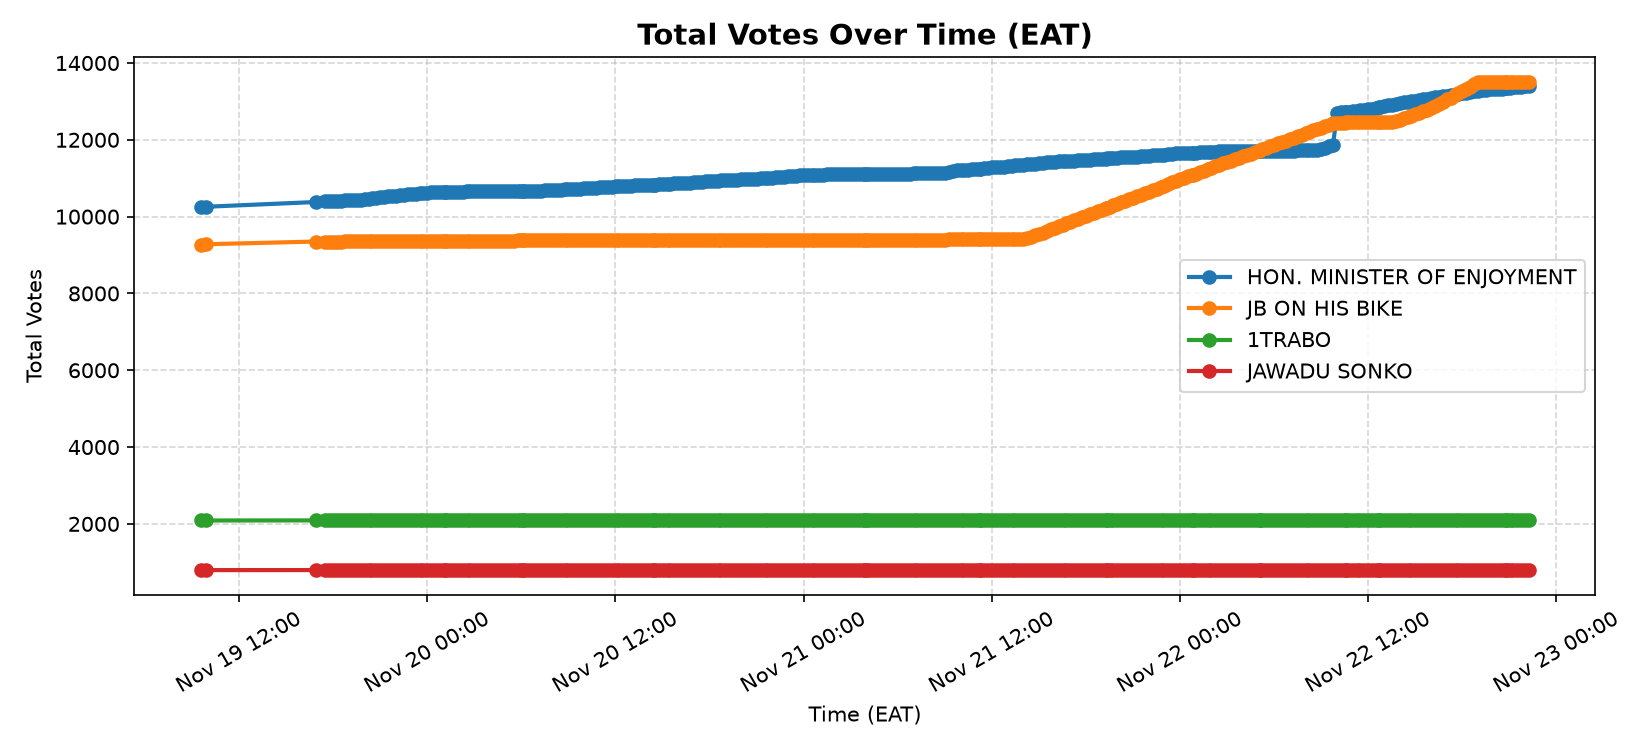 Total Votes Over Time (EAT)
Total Votes
14000
12000
10000
8000
6000
4000
2000
HON. MINISTER OF ENJOYMENT
JB ON HIS BIKE
1TRABO
JAWADU SONKO
Nov 19 12:00
Nov 20 00:00
Nov 20 12:00
Nov 21 00:00
Nov 21 12:00
Nov 22 00:00
Nov 22 12:00
Nov 23 00:00
Time (EAT)